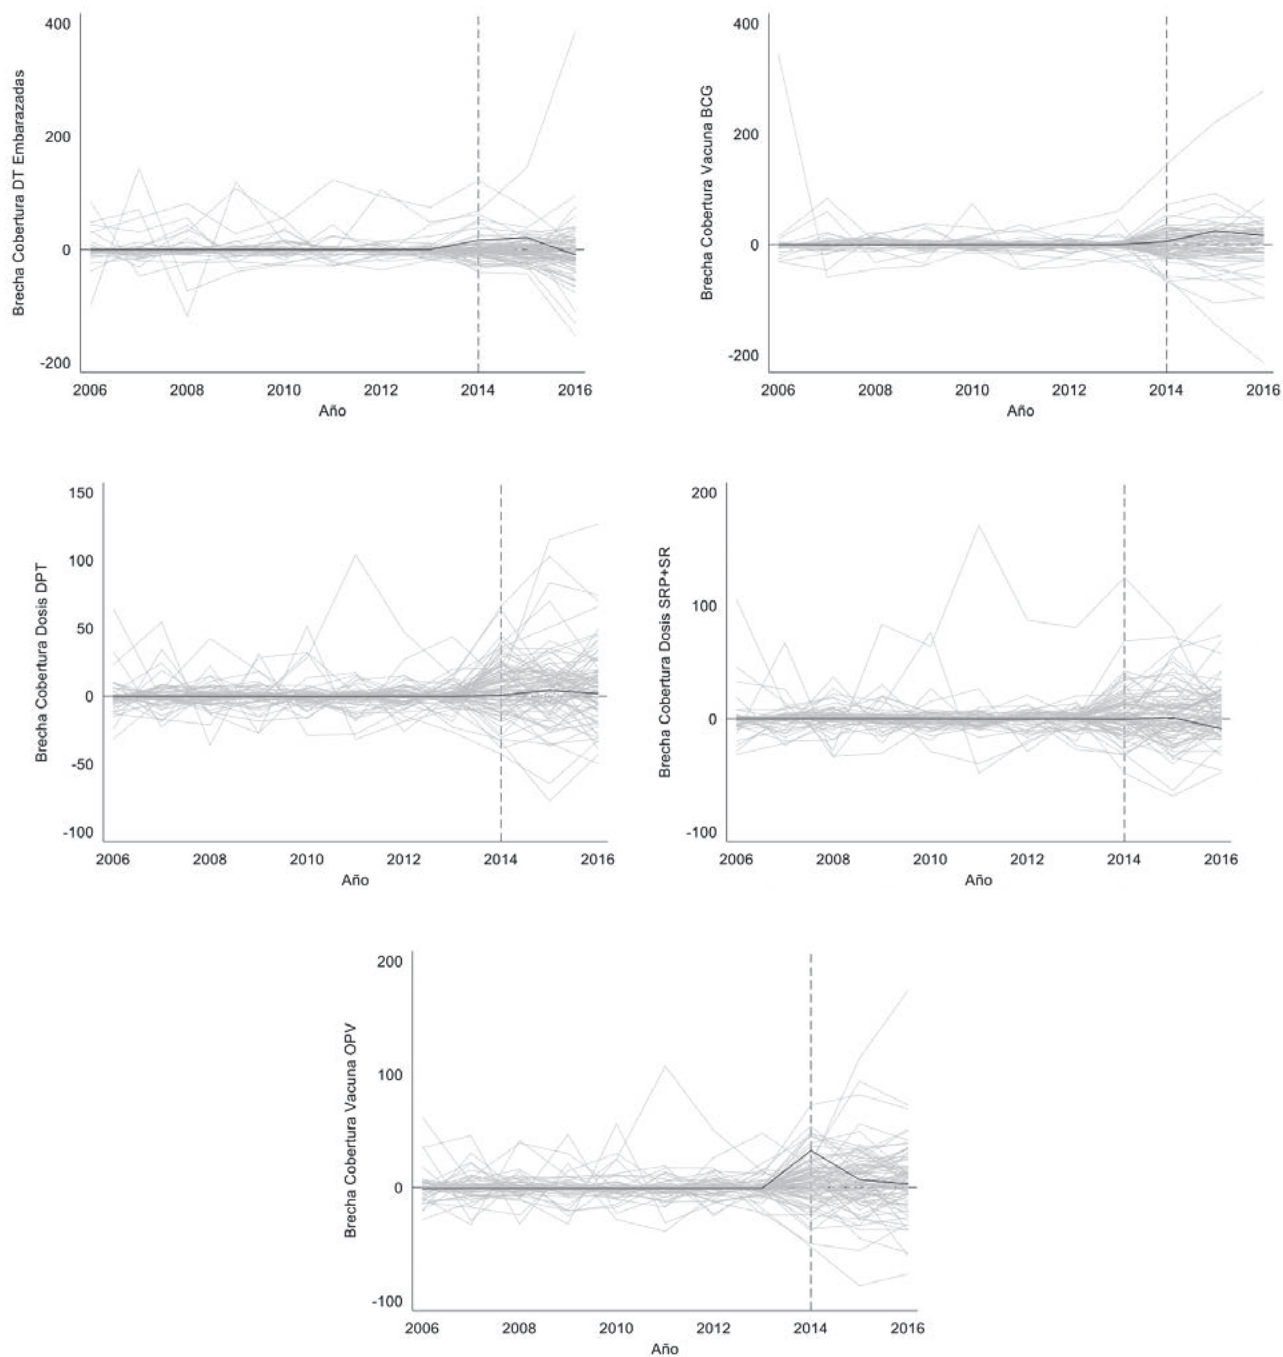 Brecha Cobertura DT Embarazadas
400
200
0
-200
2006 2008 2010 2012 2014 2016
Año
Brecha Cobertura Vacuna BCG
400
200
0
-200
2006 2008 2010 2012 2014 2016
Año
Brecha Cobertura Dosis DPT
150
100
50
0
-50
-100
2006 2008 2010 2012 2014 2016
Año
Brecha Cobertura Dosis SRP+SR
200
100
0
-100
2006 2008 2010 2012 2014 2016
Año
Brecha Cobertura Vacuna OPV
200
100
0
-100
2006 2008 2010 2012 2014 2016
Año